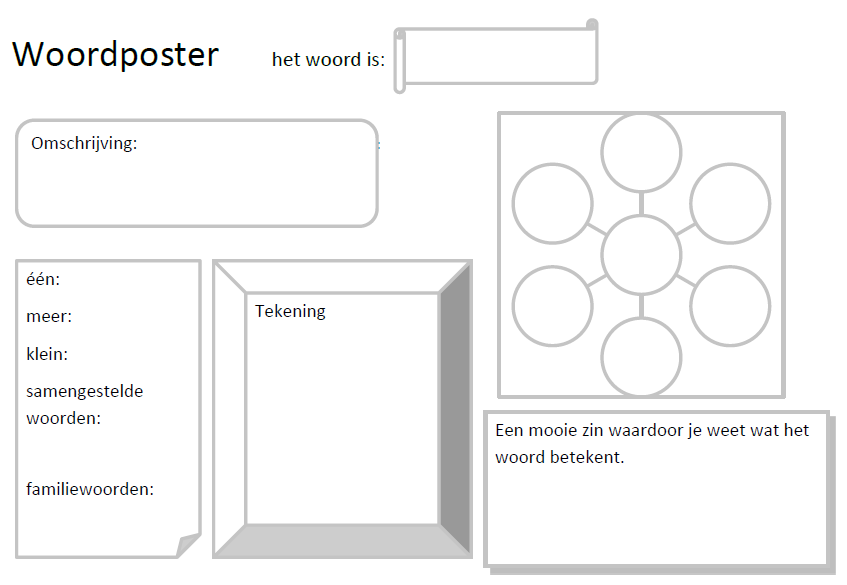 Woordposter
het woord is:
Omschrijving:
:
één:
meer:
klein:
samengestelde
woorden:
familiewoorden:
Tekening
Een mooie zin waardoor je weet wat het
woord betekent.